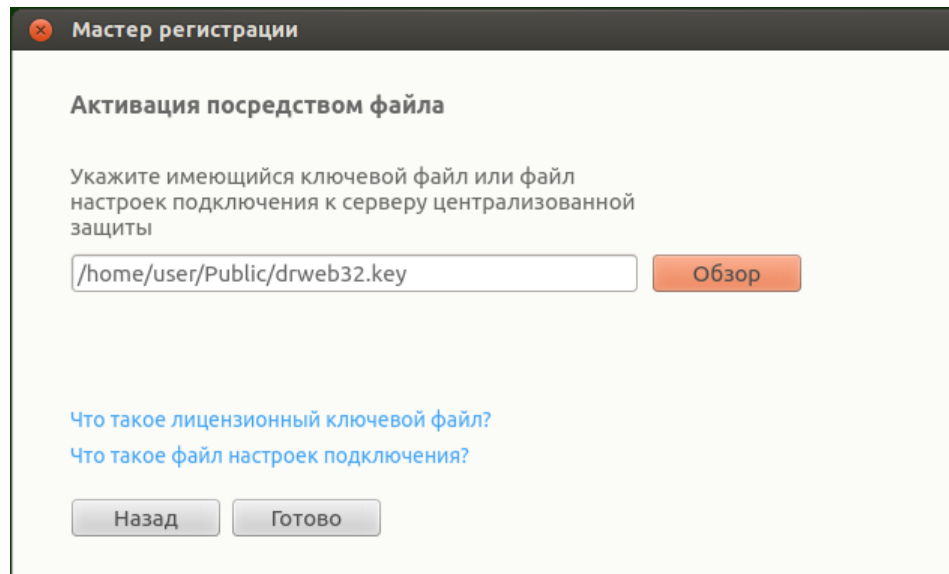 Мастер регистрации
Активация посредством файла
Укажите имеющийся ключевой файл или файл
настроек подключения к серверу централизованной
защиты
/home/user/Public/drweb32.key
Обзор
Что такое лицензионный ключевой файл?
Что такое файл настроек подключения?
Назад
Готово